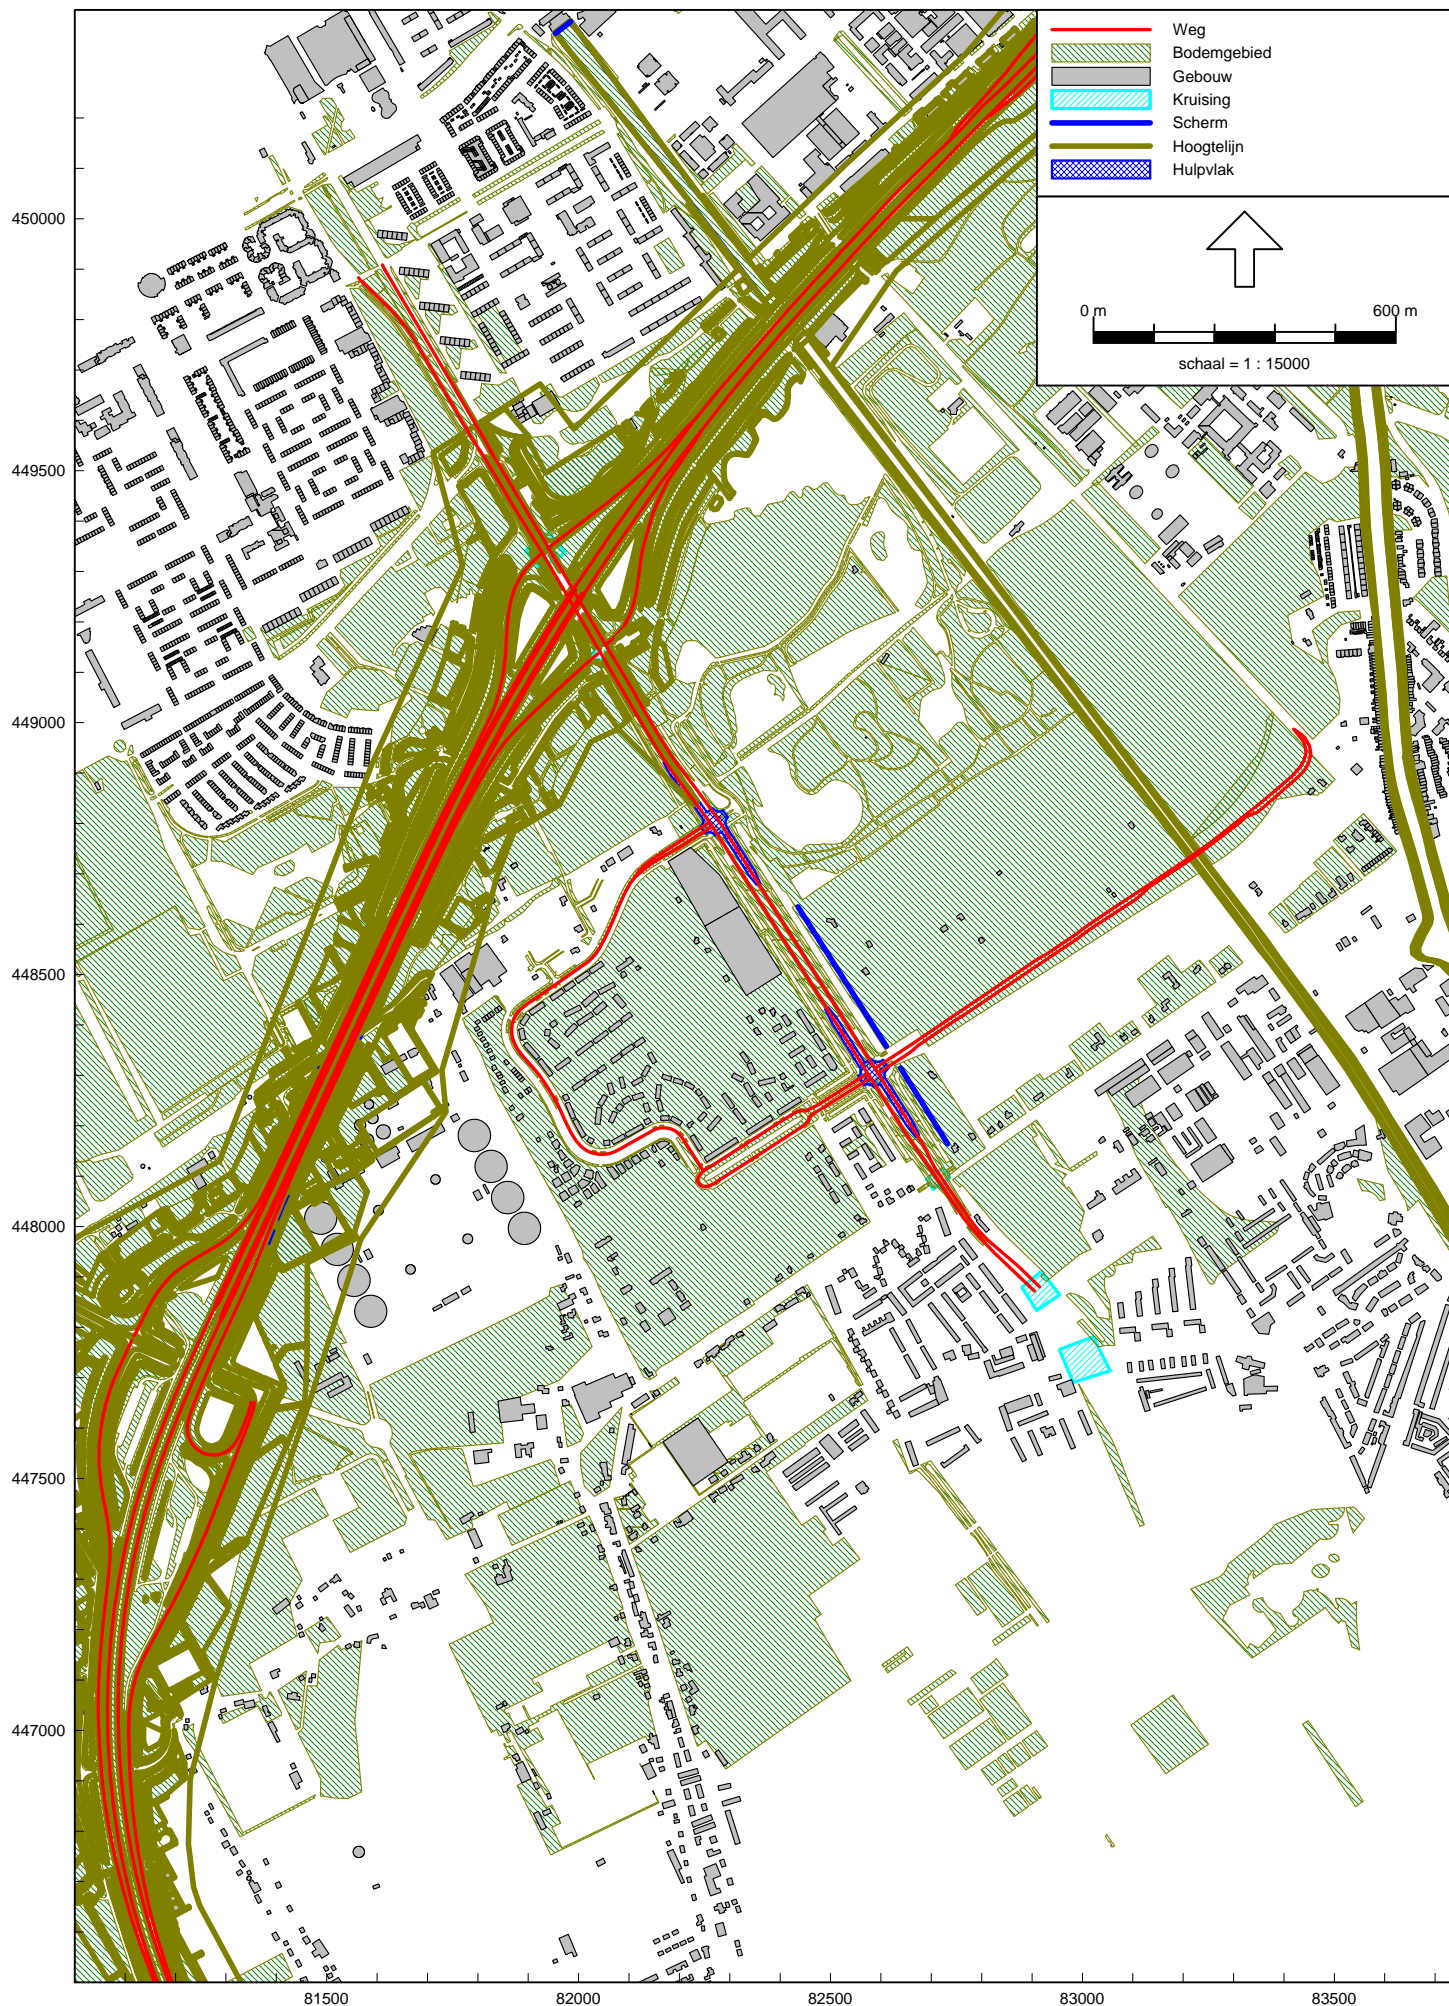 Weg
Bodemgebied
Gebouw
Kruising
Scherm
Hoogtelijn
Hulpvlak
0 m 600 m
schaal = 1 : 15000
450000
449500
449000
448500
448000
447500
447000
81500 82000 82500 83000 83500